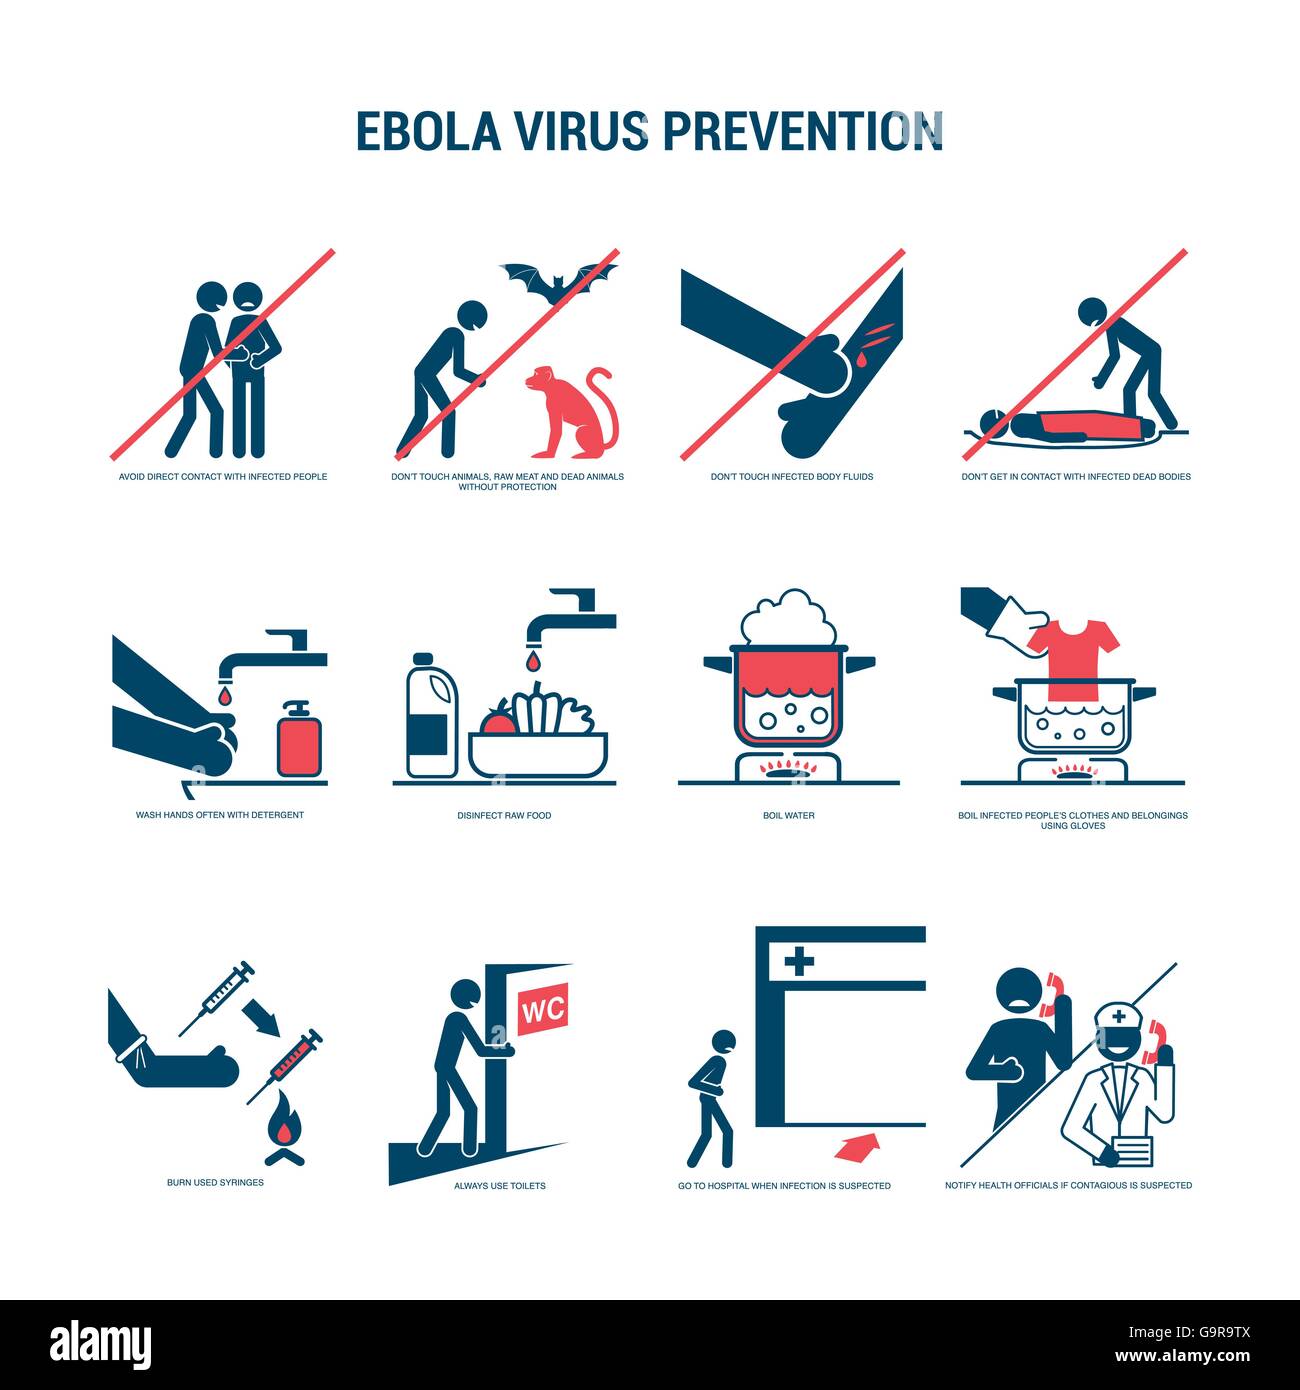 EBOLA VIRUS PREVENTION
AVOID DIRECT CONTACT WITH INFECTED PEOPLE
DON'T TOUCH ANIMALS, RAW MEAT AND DEAD ANIMALS
WITHOUT PROTECTION
DON'T TOUCH INFECTED BODY FLUIDS
DON'T GET IN CONTACT WITH INFECTED DEAD BODIES
WASH HANDS OFTEN WITH DETERGENT
DISINFECT RAW FOOD
BOIL WATER
BOIL INFECTED PEOPLE'S CLOTHES AND BELONGINGS
USING GLOVES
WC
BURN USED SYRINGES
ALWAYS USE TOILETS
GO TO HOSPITAL WHEN INFECTION IS SUSPECTED
NOTIFY HEALTH OFFICIALS IF CONTAGIOUS IS SUSPECTED
alamy
Image ID: G9R9TX
www.alamy.com